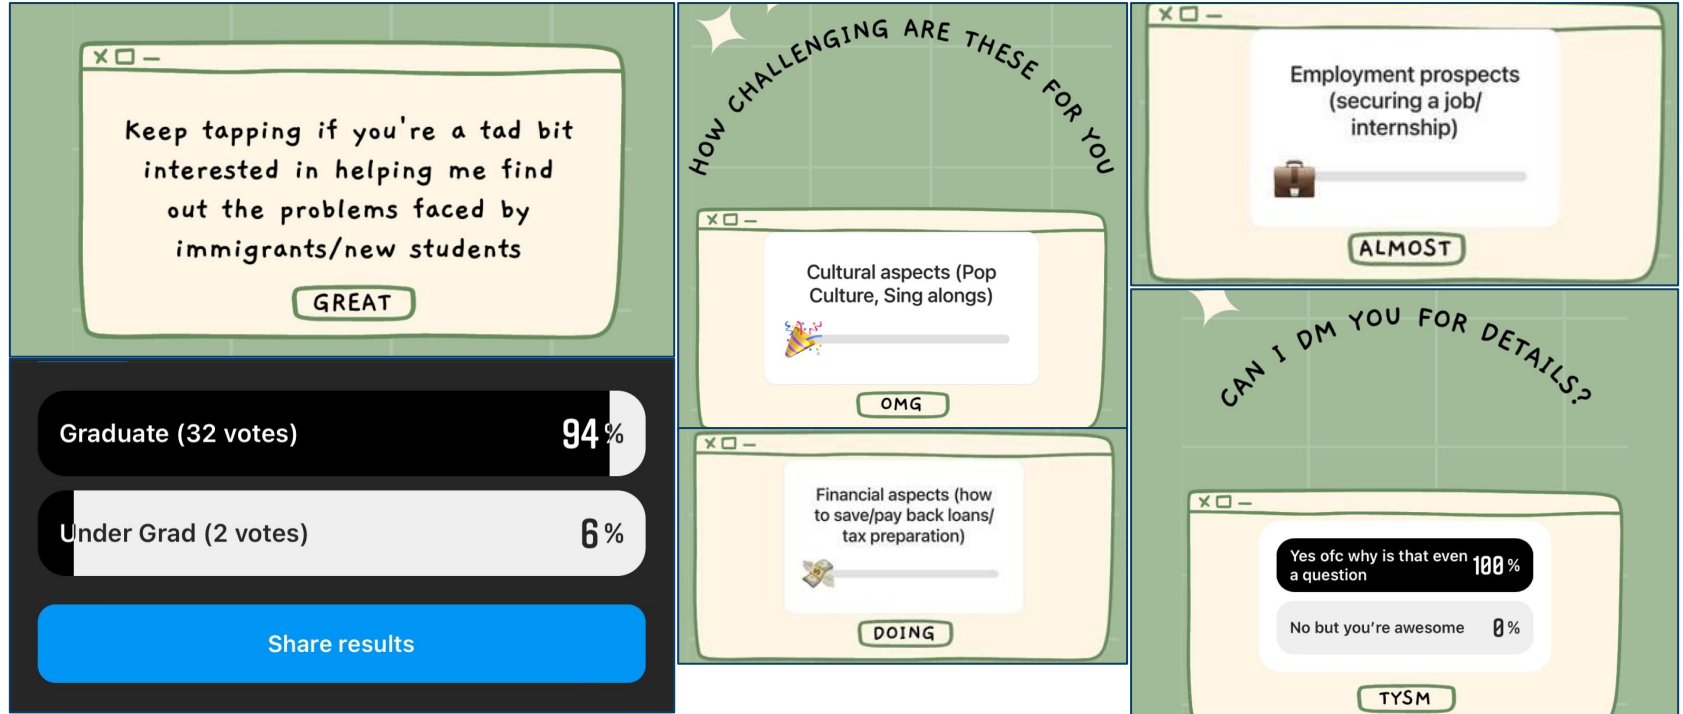 Keep tapping if you're a tad bit
interested in helping me find
out the problems faced by
immigrants/new students
GREAT
Graduate (32 votes) 94%
Under Grad (2 votes) 6%
Share results
HOW CHALLENGING ARE THESE FOR YOU
Cultural aspects (Pop
Culture, Sing alongs)
OMG
Financial aspects (how
to save/pay back loans/
tax preparation)
DOING
Employment prospects
(securing a job/
internship)
ALMOST
CAN I DM YOU FOR DETAILS?
Yes ofc why is that even
a question 100%
No but you're awesome 0%
TYSM